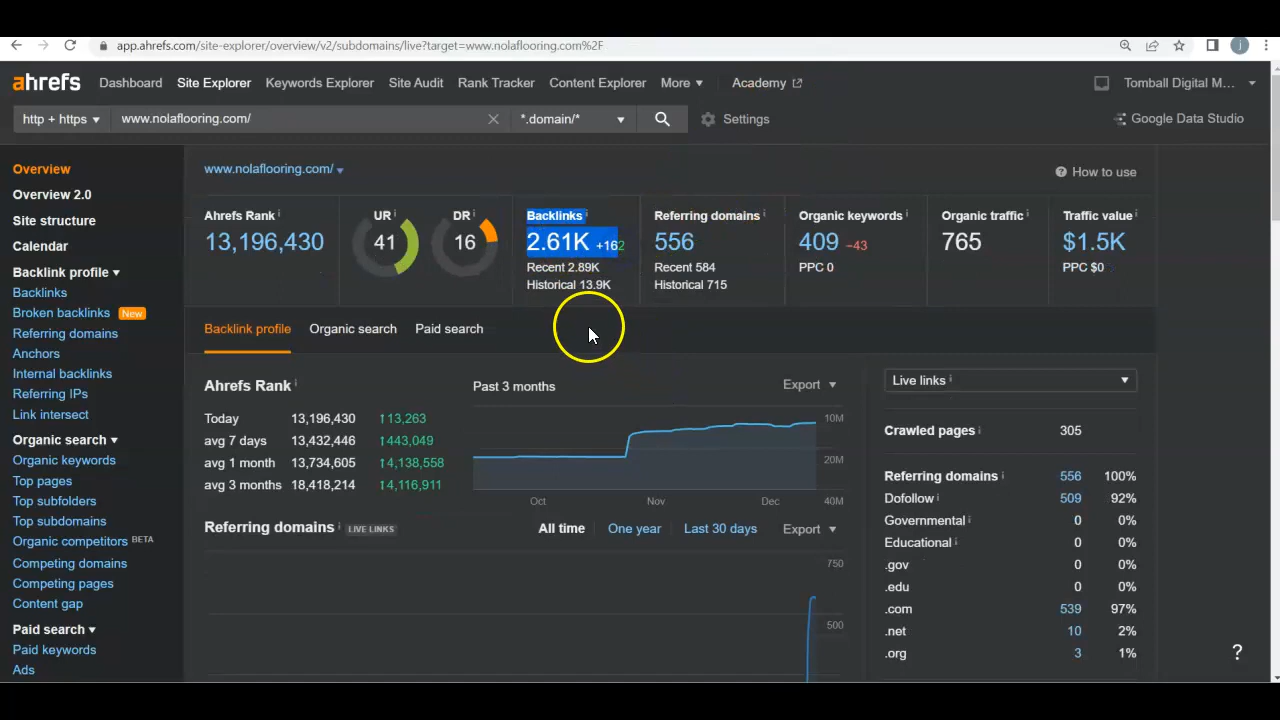 app.ahrefs.com/site-explorer/overview/v2/subdomains/live?target=www.nolaflooring.com%2F
j
ahrefs Dashboard Site Explorer Keywords Explorer Site Audit Rank Tracker Content Explorer More Academy Tomball Digital M...
http + https www.nolaflooring.com/ *.domain/* Settings Google Data Studio
Overview
Overview 2.0
Site structure
Calendar
Backlink profile
Backlinks
Broken backlinks New
Referring domains
Anchors
Internal backlinks
Referring IPs
Link intersect
Organic search
Organic keywords
Top pages
Top subfolders
Top subdomains
Organic competitors BETA
Competing domains
Competing pages
Content gap
Paid search
Paid keywords
Ads
www.nolaflooring.com/ How to use
Ahrefs Rank i UR i DR i Backlinks i Referring domains i Organic keywords i Organic traffic i Traffic value i
13,196,430 41 16 2.61K +162 556 409 −43 765 $1.5K
Recent 2.89K Recent 584 PPC 0 PPC $0
Historical 13.9K Historical 715
Backlink profile Organic search Paid search
Ahrefs Rank i Past 3 months Export
Today 13,196,430 ↑13,263
avg 7 days 13,432,446 ↑443,049
avg 1 month 13,734,605 ↑4,138,558
avg 3 months 18,418,214 ↑4,116,911
10M
20M
40M
Oct Nov Dec
Referring domains i LIVE LINKS All time One year Last 30 days Export
750
500
Live links i
Crawled pages i 305
Referring domains i 556 100%
Dofollow i 509 92%
Governmental i 0 0%
Educational i 0 0%
.gov 0 0%
.edu 0 0%
.com 539 97%
.net 10 2%
.org 3 1%
?